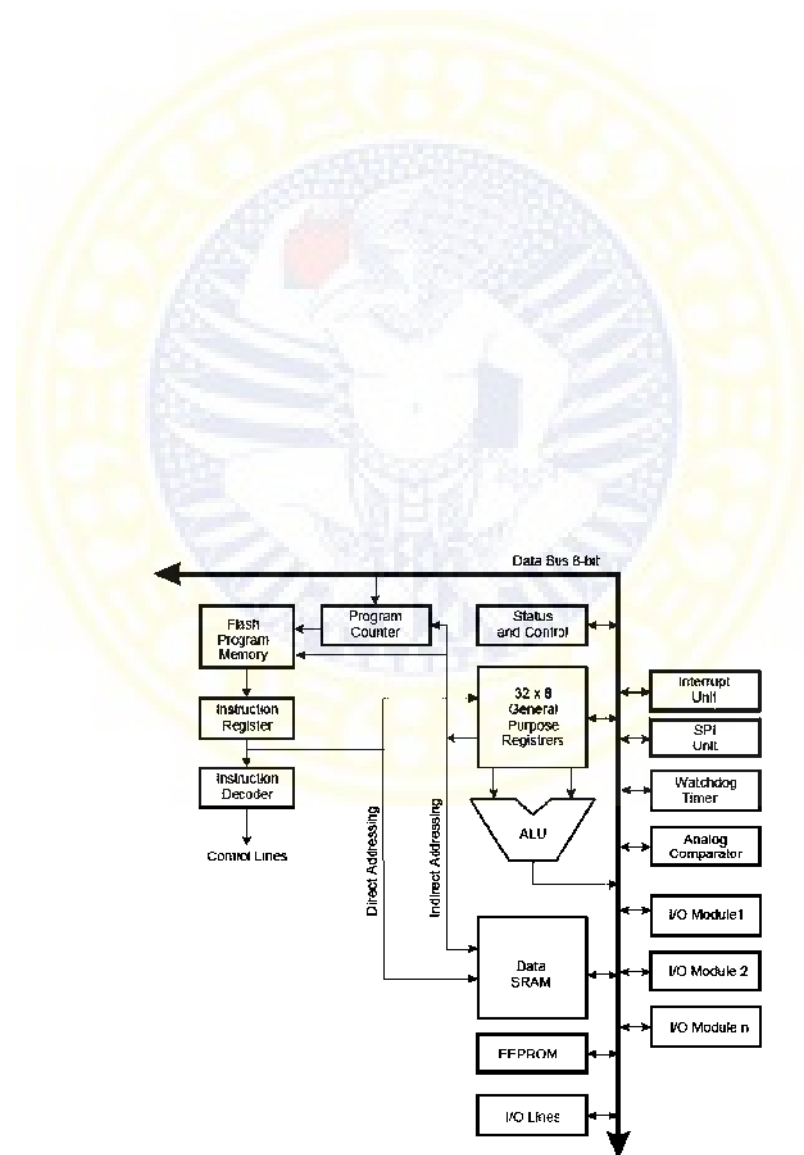 Data Bus 8-bit
Flash
Program
Memory
Program
Counter
Status
and Control
Instruction
Register
32 x 8
General
Purpose
Registrers
Interrupt
Unit
SPI
Unit
Instruction
Decoder
Watchdog
Timer
Control Lines
Direct Addressing
Indirect Addressing
ALU
Analog
Comparator
I/O Module1
Data
SRAM
I/O Module 2
I/O Module n
EEPROM
I/O Lines